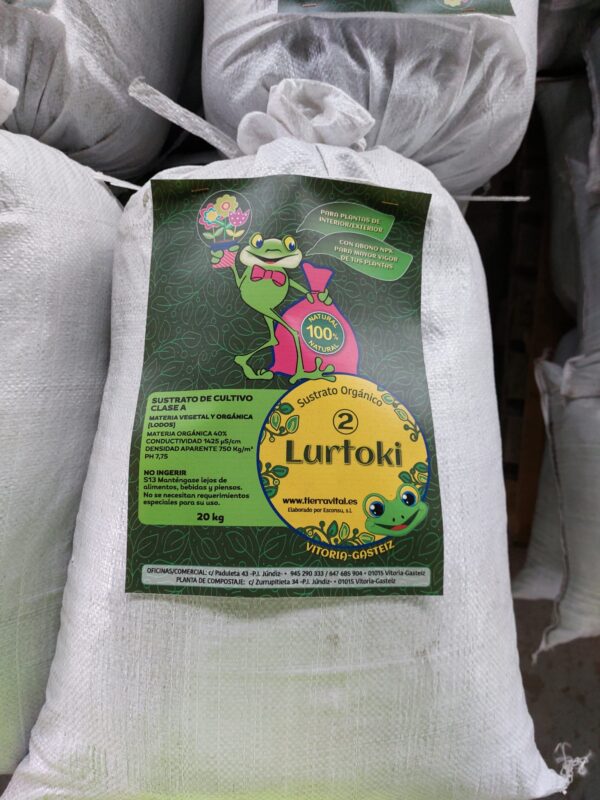 PARA PLANTAS DE
INTERIOR/EXTERIOR
CON ABONO NPK
PARA MAYOR VIGOR
DE TUS PLANTAS
NATURAL
100%
NATURAL
SUSTRATO DE CULTIVO
CLASE A
MATERIA VEGETAL Y ORGÁNICA
(LODOS)
MATERIA ORGÁNICA 40%
CONDUCTIVIDAD 1425 µS/cm
DENSIDAD APARENTE 750 Kg/m³
PH 7,75
NO INGERIR
S13 Manténgase lejos de
alimentos, bebidas y piensos.
No se necesitan requerimientos
especiales para su uso.
20 kg
Sustrato Orgánico
2
Lurtoki
www.tierravital.es
Elaborado por Esconsu, s.l.
VITORIA-GASTEIZ
OFICINAS/COMERCIAL: c/ Paduleta 43 -P.I. Júndiz- • 945 290 333 / 647 685 904 • 01015 Vitoria-Gasteiz
PLANTA DE COMPOSTAJE: c/ Zurrupitieta 34 -P.I. Júndiz- • 01015 Vitoria-Gasteiz